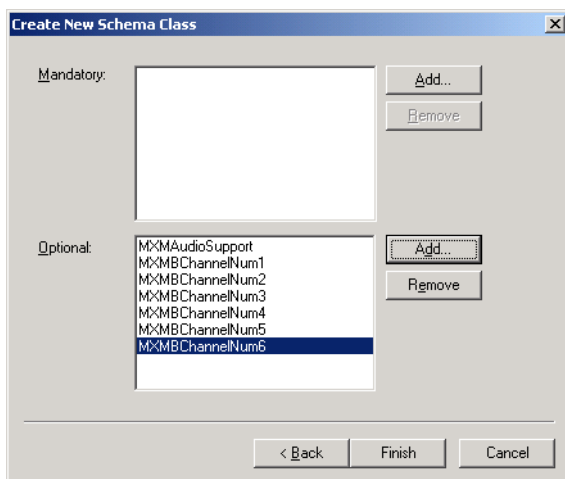 Create New Schema Class
Mandatory:
Add...
Remove
Optional:
MXMAudioSupport
MXMBChannelNum1
MXMBChannelNum2
MXMBChannelNum3
MXMBChannelNum4
MXMBChannelNum5
MXMBChannelNum6
Add...
Remove
< Back
Finish
Cancel